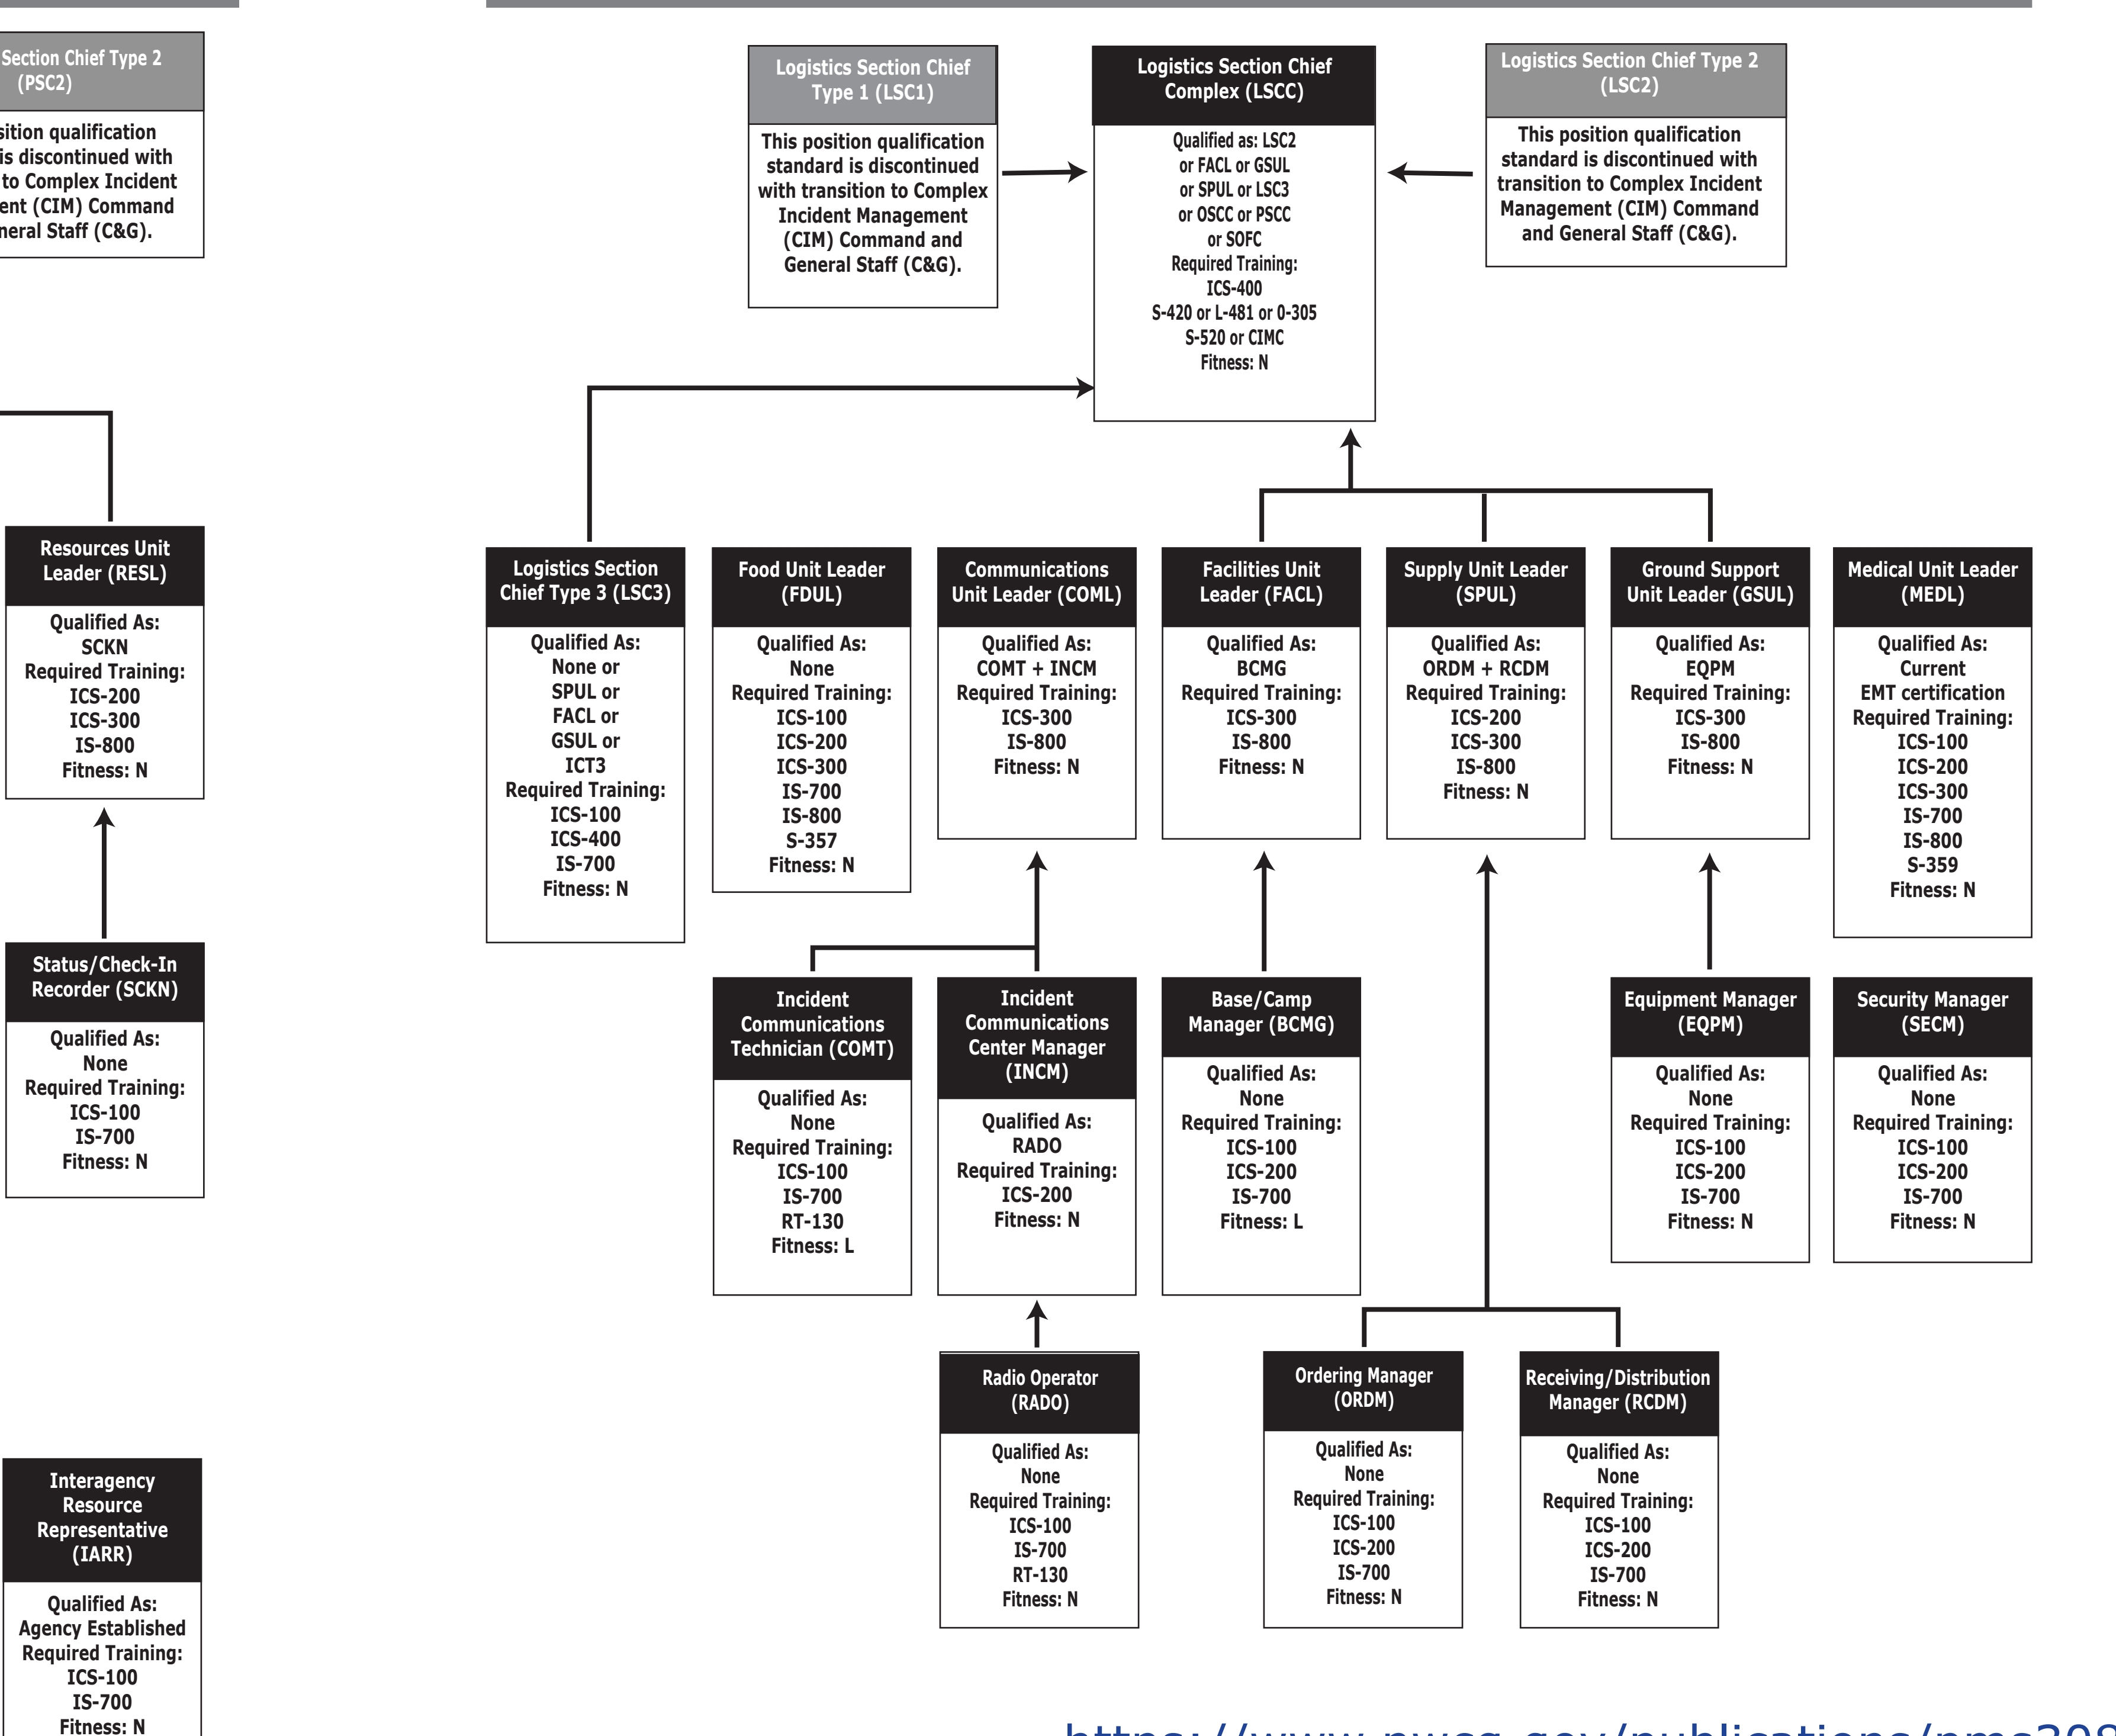 Section Chief Type 2
(PSC2)
qualification
is discontinued with
to Complex Incident
(CIM) Command
Staff (C&G).
Resources Unit
Leader (RESL)
Qualified As:
SCKN
Required Training:
ICS-200
ICS-300
IS-800
Fitness: N
Status/Check-In
Recorder (SCKN)
Qualified As:
None
Required Training:
ICS-100
IS-700
Fitness: N
Interagency
Resource
Representative
(IARR)
Qualified As:
Agency Established
Required Training:
ICS-100
IS-700
Fitness: N
Logistics Section Chief
Type 1 (LSC1)
This position qualification
standard is discontinued
with transition to Complex
Incident Management
(CIM) Command and
General Staff (C&G).
Logistics Section Chief
Complex (LSCC)
Qualified as: LSC2
or FACL or GSUL
or SPUL or LSC3
or OSCC or PSCC
or SOFC
Required Training:
ICS-400
S-420 or L-481 or 0-305
S-520 or CIMC
Fitness: N
Logistics Section Chief Type 2
(LSC2)
This position qualification
standard is discontinued with
transition to Complex Incident
Management (CIM) Command
and General Staff (C&G).
Logistics Section
Chief Type 3 (LSC3)
Qualified As:
None or
SPUL or
FACL or
GSUL or
ICT3
Required Training:
ICS-100
ICS-400
IS-700
Fitness: N
Food Unit Leader
(FDUL)
Qualified As:
None
Required Training:
ICS-100
ICS-200
ICS-300
IS-700
IS-800
S-357
Fitness: N
Communications
Unit Leader (COML)
Qualified As:
COMT + INCM
Required Training:
ICS-300
IS-800
Fitness: N
Facilities Unit
Leader (FACL)
Qualified As:
BCMG
Required Training:
ICS-300
IS-800
Fitness: N
Supply Unit Leader
(SPUL)
Qualified As:
ORDM + RCDM
Required Training:
ICS-200
ICS-300
IS-800
Fitness: N
Ground Support
Unit Leader (GSUL)
Qualified As:
EQPM
Required Training:
ICS-300
IS-800
Fitness: N
Medical Unit Leader
(MEDL)
Qualified As:
Current
EMT certification
Required Training:
ICS-100
ICS-200
ICS-300
IS-700
IS-800
S-359
Fitness: N
Incident
Communications
Technician (COMT)
Qualified As:
None
Required Training:
ICS-100
IS-700
RT-130
Fitness: L
Incident
Communications
Center Manager
(INCM)
Qualified As:
RADO
Required Training:
ICS-200
Fitness: N
Base/Camp
Manager (BCMG)
Qualified As:
None
Required Training:
ICS-100
ICS-200
IS-700
Fitness: L
Equipment Manager
(EQPM)
Qualified As:
None
Required Training:
ICS-100
ICS-200
IS-700
Fitness: N
Security Manager
(SECM)
Qualified As:
None
Required Training:
ICS-100
ICS-200
IS-700
Fitness: N
Radio Operator
(RADO)
Qualified As:
None
Required Training:
ICS-100
IS-700
RT-130
Fitness: N
Ordering Manager
(ORDM)
Qualified As:
None
Required Training:
ICS-100
ICS-200
IS-700
Fitness: N
Receiving/Distribution
Manager (RCDM)
Qualified As:
None
Required Training:
ICS-100
ICS-200
IS-700
Fitness: N